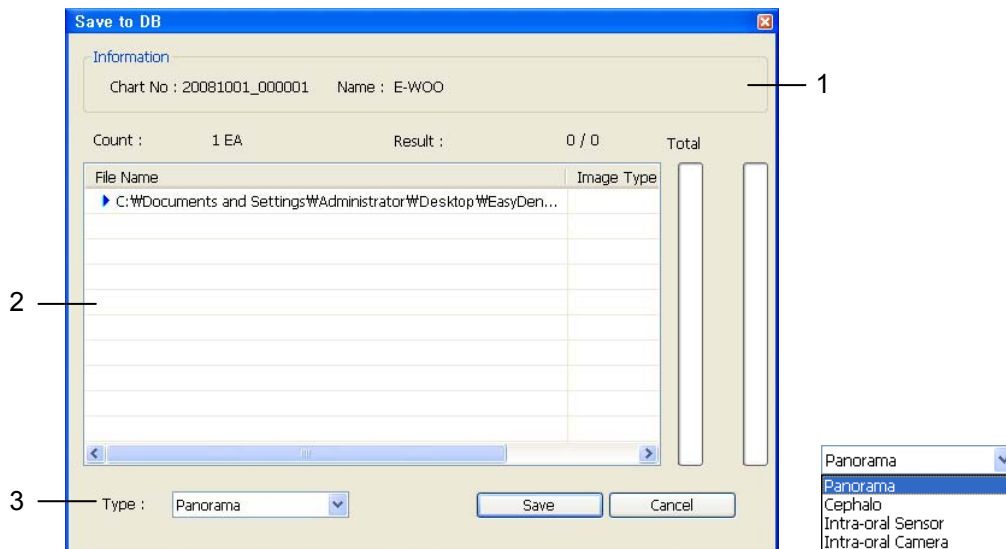 Save to DB
Information
Chart No : 20081001_000001 Name : E-WOO
1
Count : 1 EA Result : 0 / 0 Total
File Name Image Type
C:₩Documents and Settings₩Administrator₩Desktop₩EasyDen...
2
3
Type : Panorama Save Cancel
Panorama
Panorama
Cephalo
Intra-oral Sensor
Intra-oral Camera